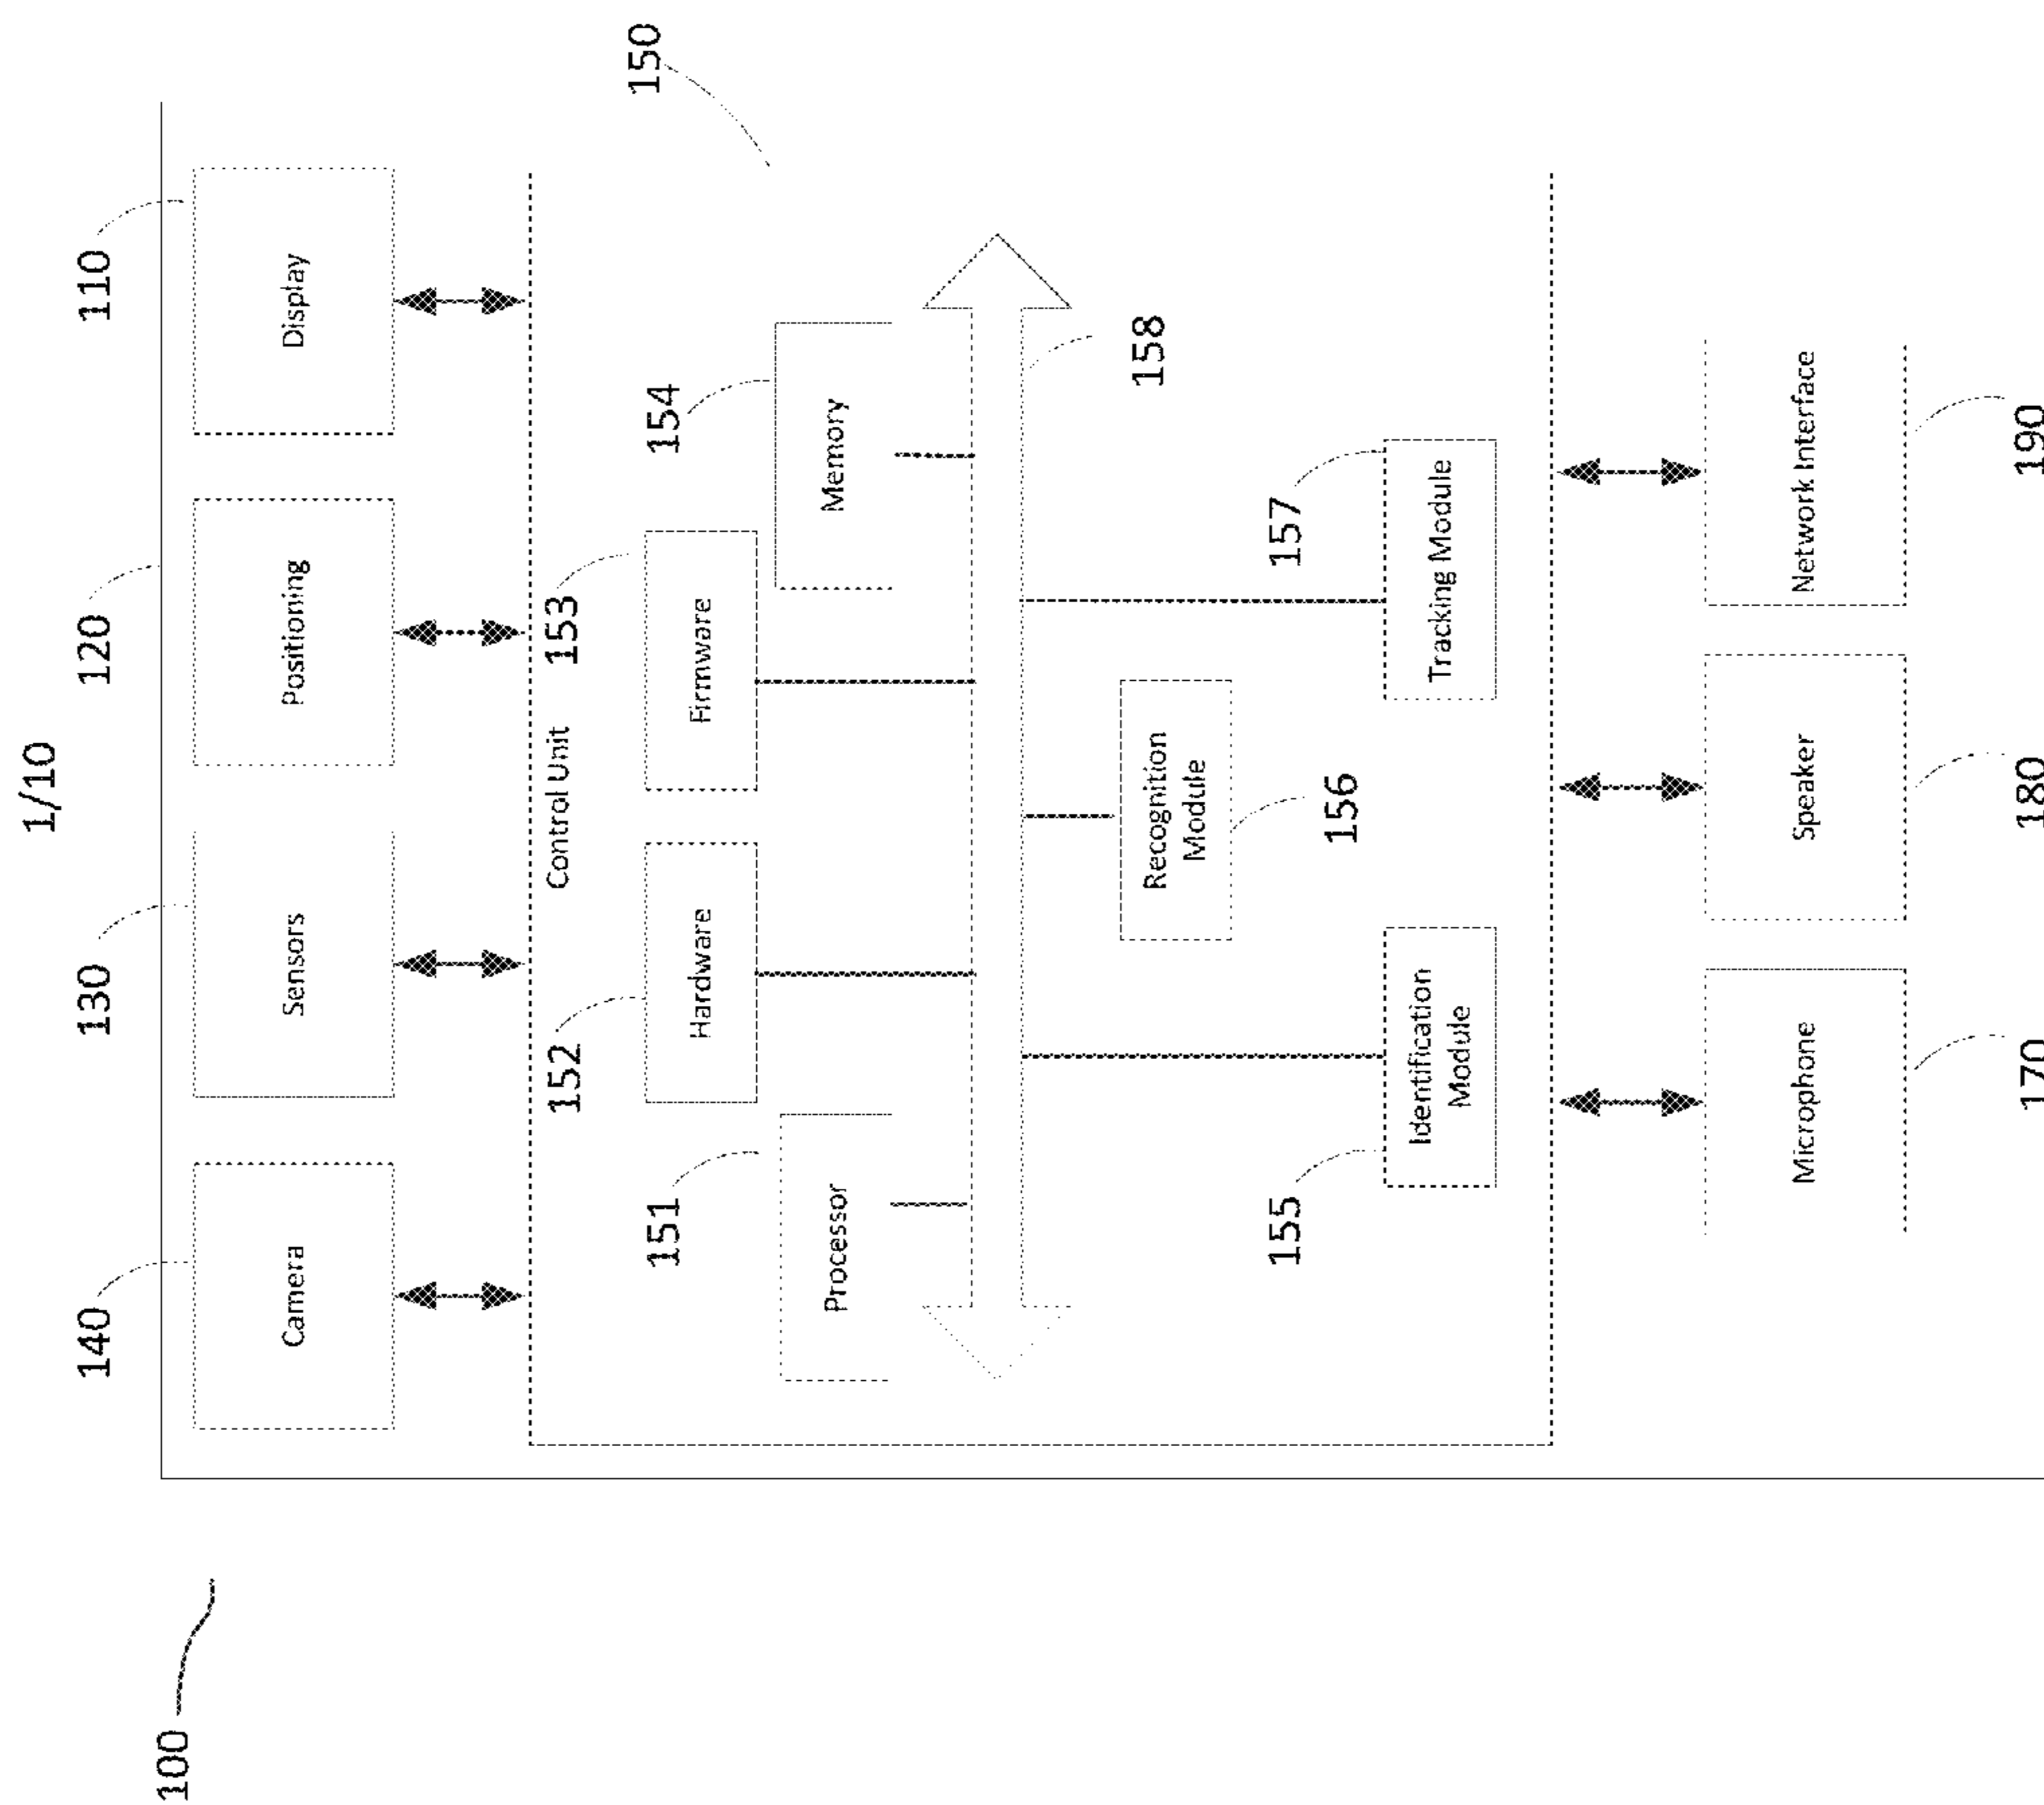 1/10
100
140
130
120
110
Camera
Sensors
Positioning
Display
Control Unit
150
152
153
Hardware
Firmware
151
154
Processor
Memory
158
Recognition
Module
156
155
157
Identification
Module
Tracking Module
Microphone
Speaker
Network Interface
170
180
190